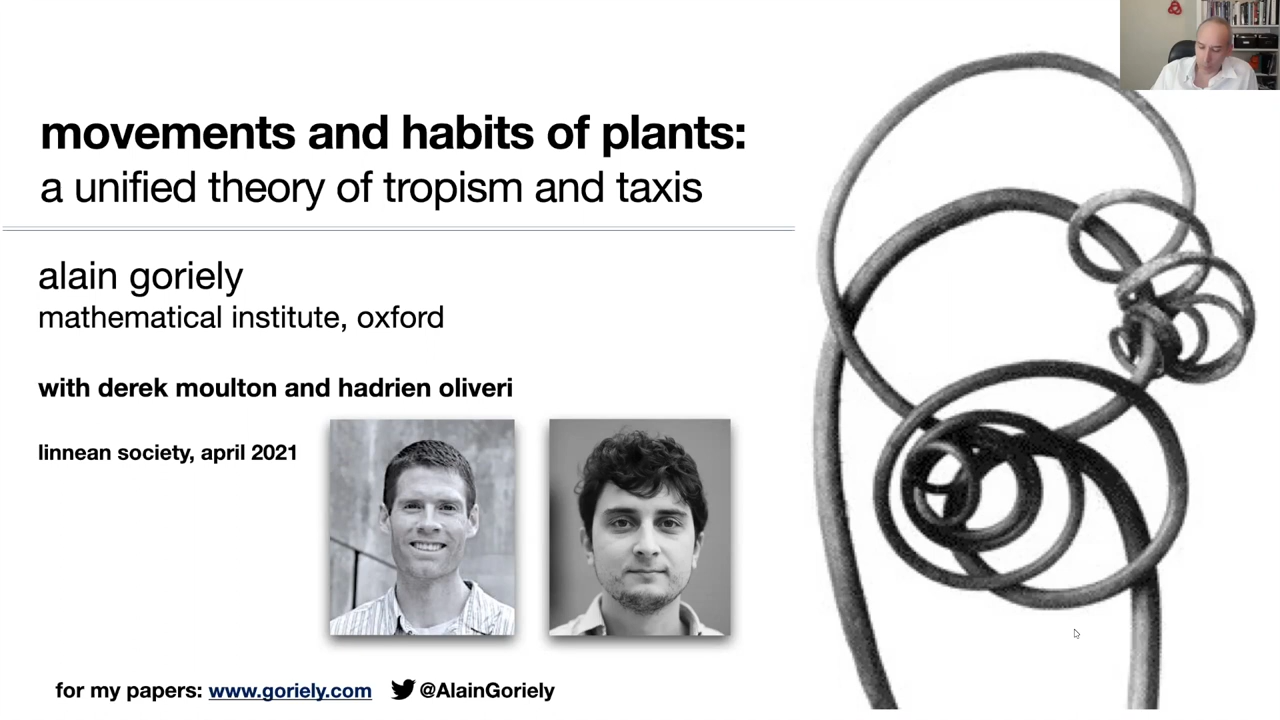 movements and habits of plants:
a unified theory of tropism and taxis
alain goriely
mathematical institute, oxford
with derek moulton and hadrien oliveri
linnean society, april 2021
for my papers: www.goriely.com @AlainGoriely